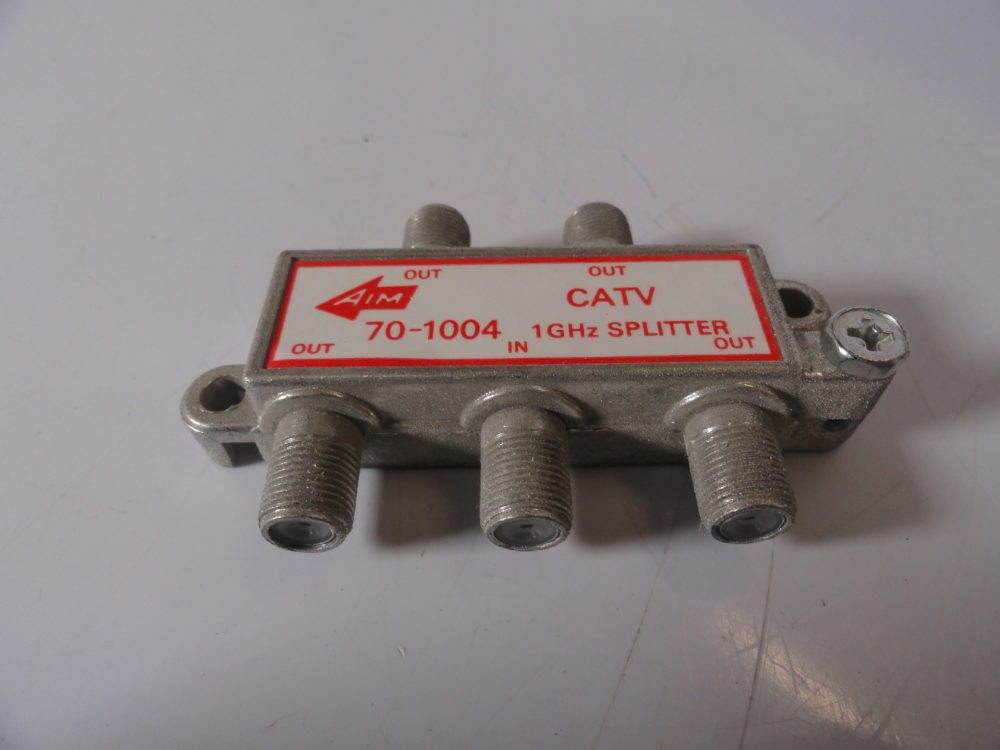 OUT OUT
AIM CATV
70-1004 1GHz SPLITTER
OUT IN OUT